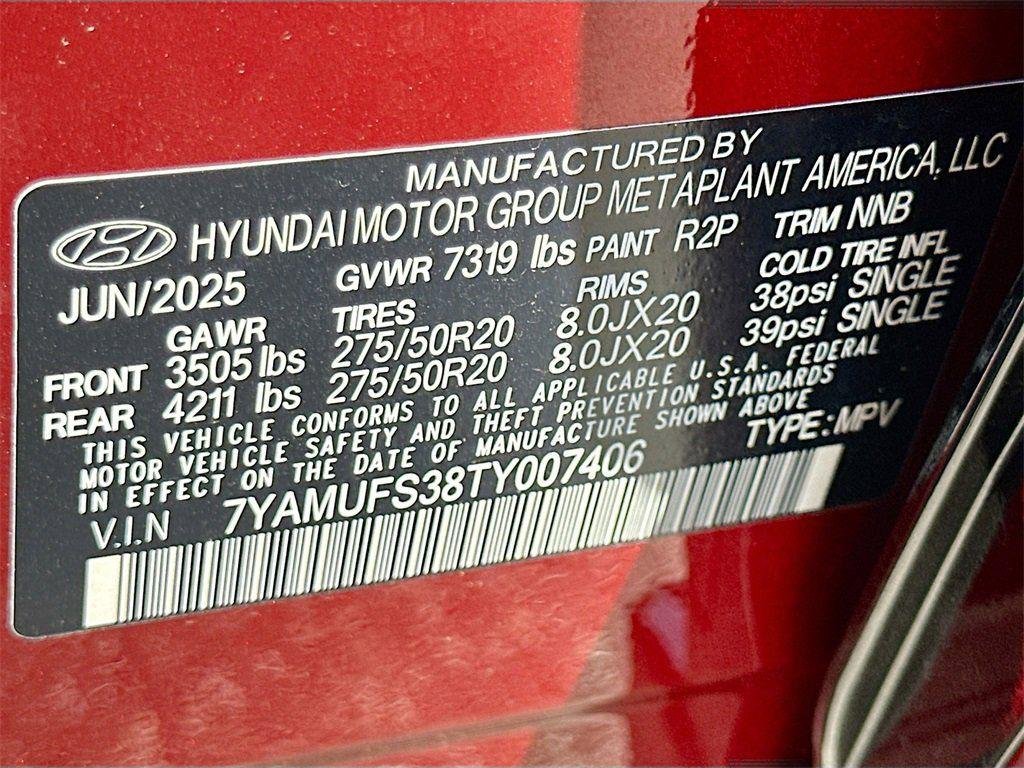 MANUFACTURED BY
HYUNDAI MOTOR GROUP METAPLANT AMERICA, LLC
JUN/2025 GVWR 7319 lbs PAINT R2P TRIM NNB
GAWR TIRES RIMS COLD TIRE INFL
FRONT 3505 lbs 275/50R20 8.0JX20 38psi SINGLE
REAR 4211 lbs 275/50R20 8.0JX20 39psi SINGLE
THIS VEHICLE CONFORMS TO ALL APPLICABLE U.S.A. FEDERAL
MOTOR VEHICLE SAFETY AND THEFT PREVENTION STANDARDS
IN EFFECT ON THE DATE OF MANUFACTURE SHOWN ABOVE
V.I.N 7YAMUFS38TY007406 TYPE: MPV